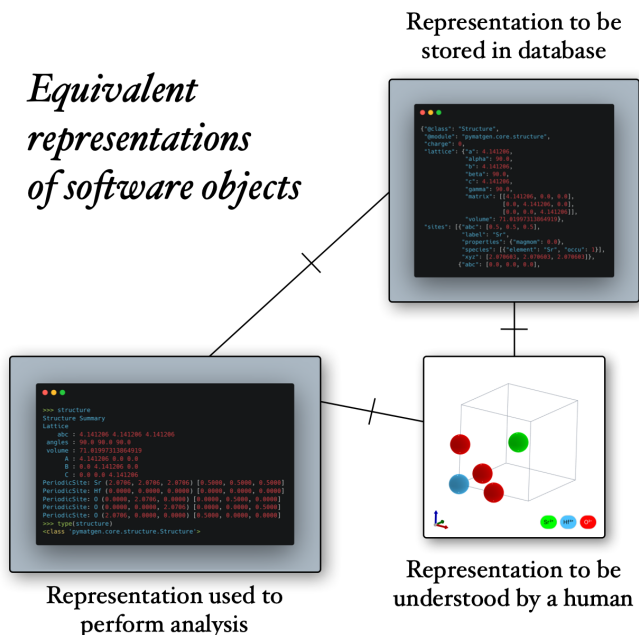 Representation to be
stored in database
Equivalent
representations
of software objects
{"@class": "Structure",
"@module": "pymatgen.core.structure",
"charge": 0,
"lattice": {"a": 4.141206,
"alpha": 90.0,
"b": 4.141206,
"beta": 90.0,
"c": 4.141206,
"gamma": 90.0,
"matrix": [[4.141206, 0.0, 0.0],
[0.0, 4.141206, 0.0],
[0.0, 0.0, 4.141206]],
"volume": 71.01997313864919},
"sites": [{"abc": [0.5, 0.5, 0.5],
"label": "Sr",
"properties": {"magmom": 0.0},
"species": [{"element": "Sr", "occu": 1}],
"xyz": [2.070603, 2.070603, 2.070603]},
{"abc": [0.0, 0.0, 0.0],
>>> structure
Structure Summary
Lattice
abc : 4.141206 4.141206 4.141206
angles : 90.0 90.0 90.0
volume : 71.01997313864919
A : 4.141206 0.0 0.0
B : 0.0 4.141206 0.0
C : 0.0 0.0 4.141206
PeriodicSite: Sr (2.0706, 2.0706, 2.0706) [0.5000, 0.5000, 0.5000]
PeriodicSite: Hf (0.0000, 0.0000, 0.0000) [0.0000, 0.0000, 0.0000]
PeriodicSite: O (0.0000, 2.0706, 0.0000) [0.0000, 0.5000, 0.0000]
PeriodicSite: O (0.0000, 0.0000, 2.0706) [0.0000, 0.0000, 0.5000]
PeriodicSite: O (2.0706, 0.0000, 0.0000) [0.5000, 0.0000, 0.0000]
>>> type(structure)
<class 'pymatgen.core.structure.Structure'>
Sr²⁺ Hf⁴⁺ O²⁻
Representation used to
perform analysis
Representation to be
understood by a human